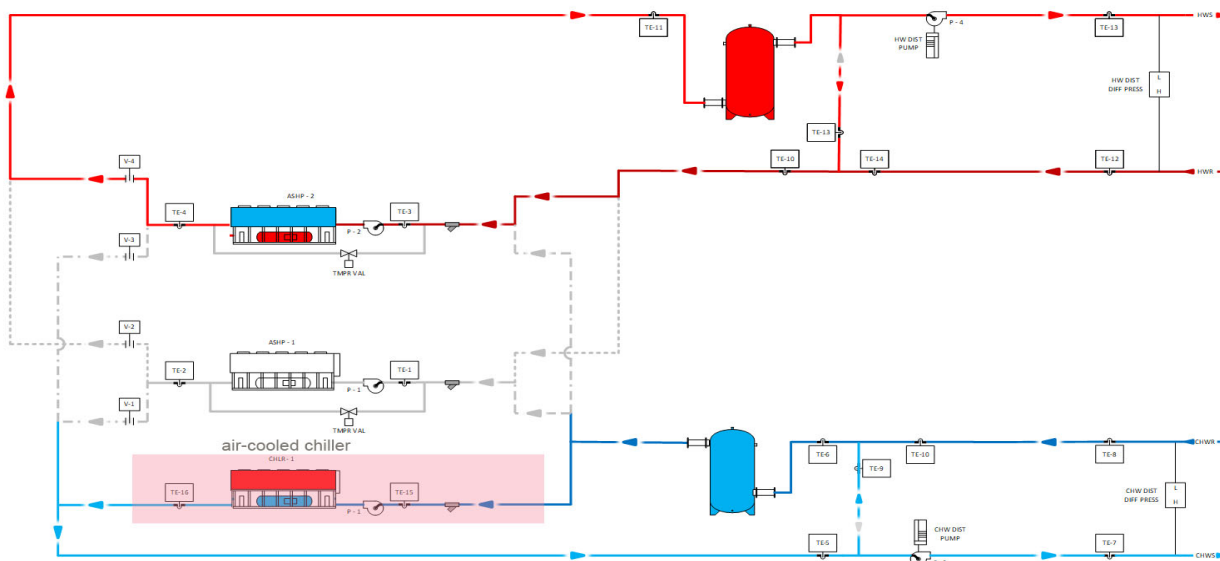 TE-11
P - 4
TE-13
HWS
HW DIST
PUMP
HW DIST
DIFF PRESS
L
H
TE-13
V-4
TE-10
TE-14
TE-12
HWR
ASHP - 2
TE-4
TE-3
P - 2
V-3
TMPR VAL
V-2
ASHP - 1
TE-2
TE-1
P - 1
V-1
TMPR VAL
air-cooled chiller
CHLR - 1
TE-16
TE-15
P - 1
CHWR
TE-6
TE-10
TE-8
TE-9
L
H
CHW DIST
DIFF PRESS
CHW DIST
PUMP
TE-5
TE-7
CHWS